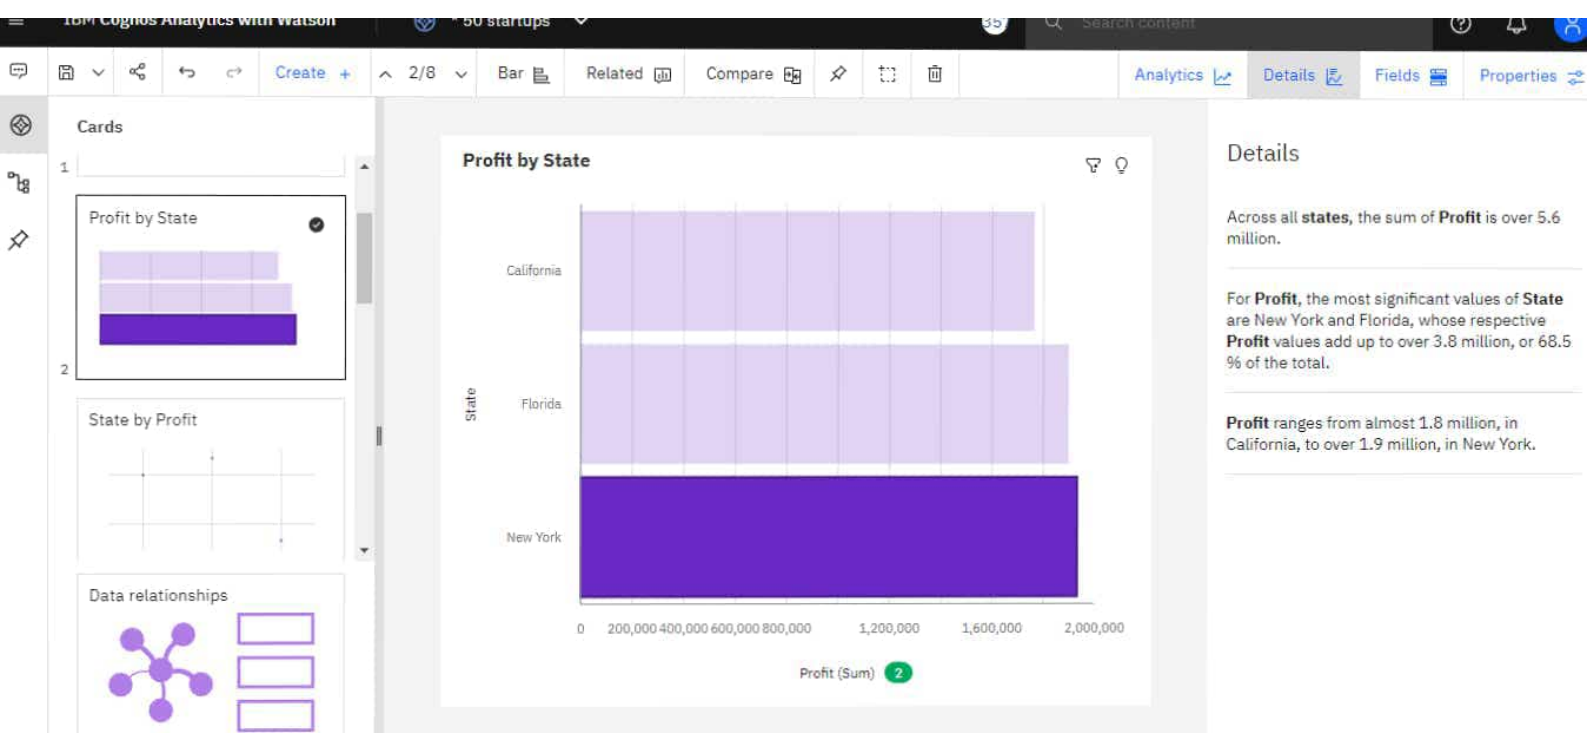 IBM Cognos Analytics with Watson
* 50 startups
357
Search content
Create +
2/8
Bar
Related
Compare
Analytics
Details
Fields
Properties
Cards
1
Profit by State
2
State by Profit
Data relationships
Profit by State
California
Florida
New York
State
0 200,000 400,000 600,000 800,000 1,200,000 1,600,000 2,000,000
Profit (Sum) 2
Details
Across all states, the sum of Profit is over 5.6
million.
For Profit, the most significant values of State
are New York and Florida, whose respective
Profit values add up to over 3.8 million, or 68.5
% of the total.
Profit ranges from almost 1.8 million, in
California, to over 1.9 million, in New York.